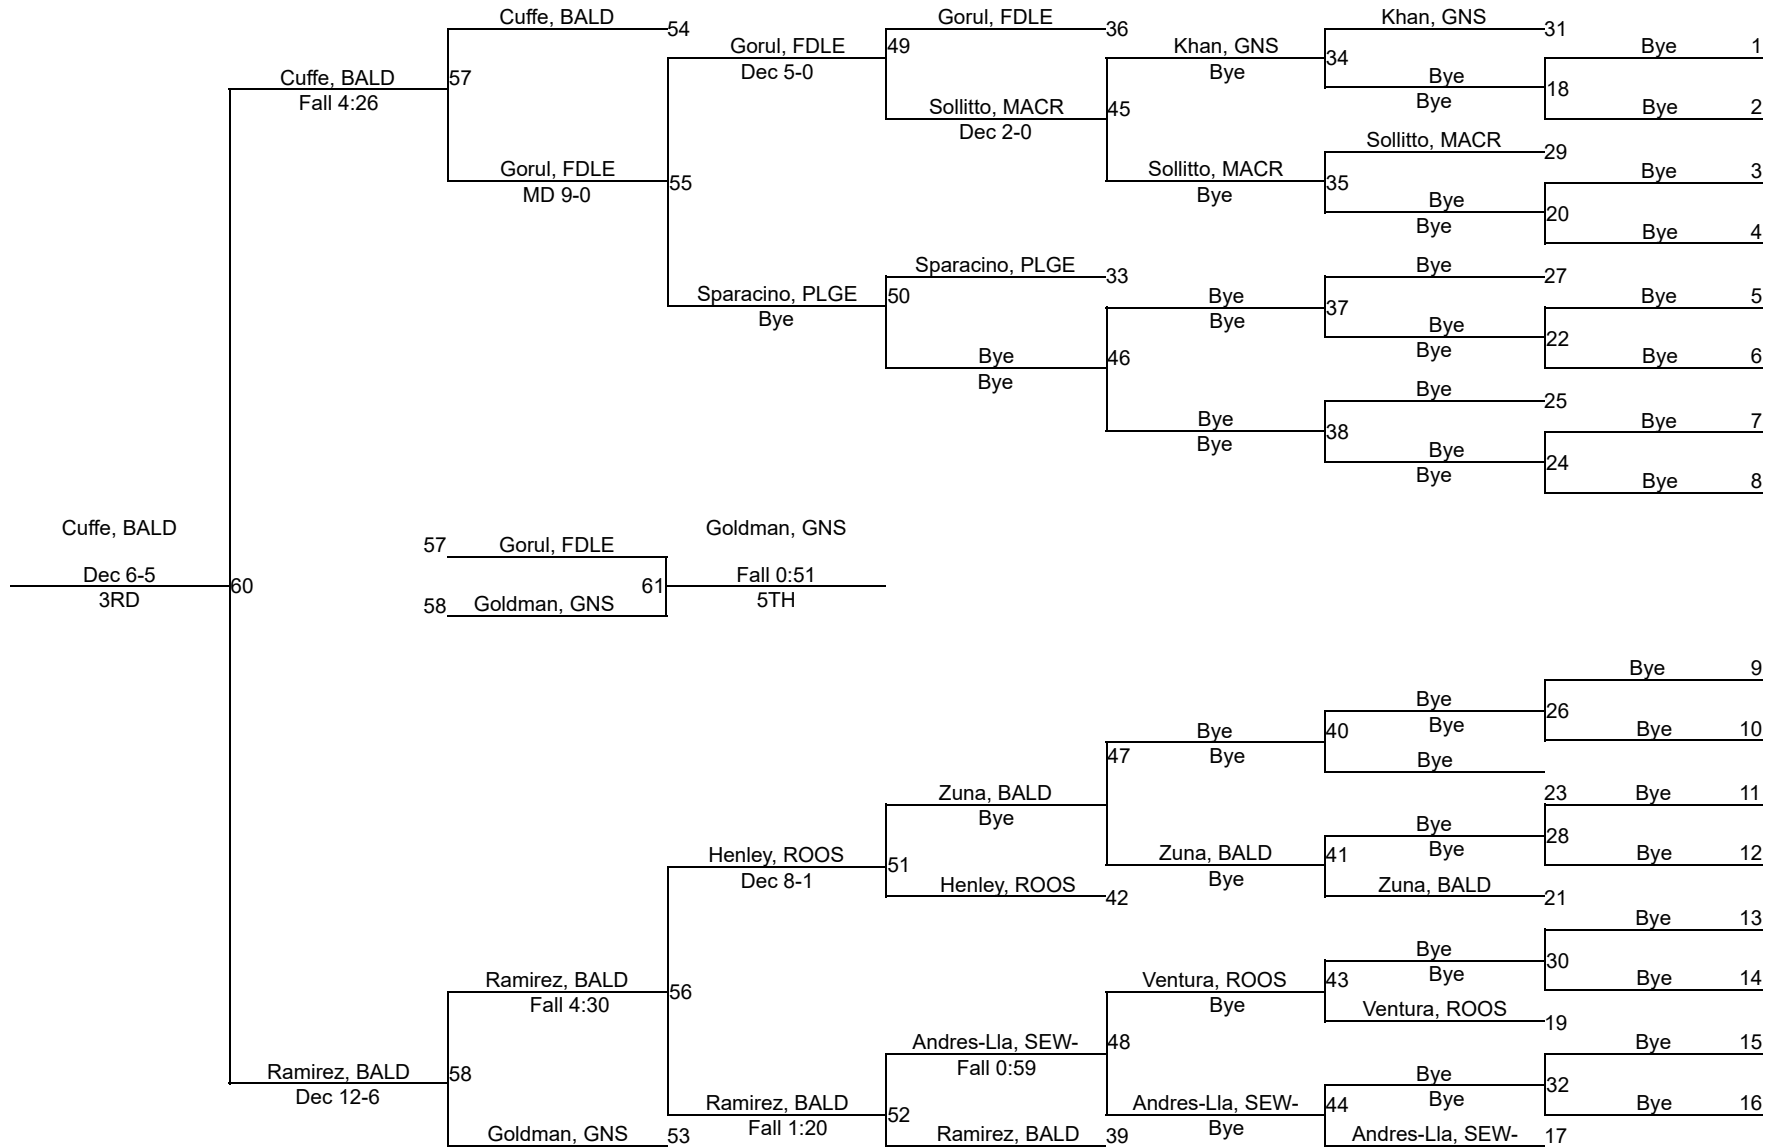 Cuffe, BALD
54
Gorul, FDLE
36
Khan, GNS
31
Gorul, FDLE
49
Khan, GNS
34
Bye 1
Dec 5-0
Bye
Cuffe, BALD
57
Bye
18
Fall 4:26
Bye
Sollitto, MACR
45
Bye 2
Dec 2-0
Sollitto, MACR
29
Gorul, FDLE
55
Sollitto, MACR
35
Bye 3
MD 9-0
Bye
Bye
20
Bye
Bye 4
Sparacino, PLGE
33
Bye
27
Sparacino, PLGE
50
Bye
37
Bye 5
Bye
Bye
Bye
22
Bye
Bye
46
Bye 6
Bye
Bye
25
Bye
38
Bye 7
Bye
Bye
24
Bye
Bye 8
Cuffe, BALD
Goldman, GNS
57 Gorul, FDLE
Dec 6-5
60
61
Fall 0:51
3RD
58 Goldman, GNS
5TH
Bye 9
Bye
26
Bye
Bye
40
Bye 10
Bye
47
Bye
Zuna, BALD
23
Bye 11
Bye
Bye
28
Bye
Henley, ROOS
51
Zuna, BALD
41
Bye 12
Dec 8-1
Bye
Henley, ROOS
42
Zuna, BALD
21
Bye 13
Bye
30
Bye
Ramirez, BALD
56
Ventura, ROOS
43
Bye 14
Fall 4:30
Bye
Ventura, ROOS
19
Andres-Lla, SEW-
48
Bye 15
Fall 0:59
Ramirez, BALD
58
Bye
32
Dec 12-6
Bye
Ramirez, BALD
52
Andres-Lla, SEW-
44
Bye 16
Fall 1:20
Bye
Goldman, GNS
53
Ramirez, BALD
39
Andres-Lla, SEW-
17